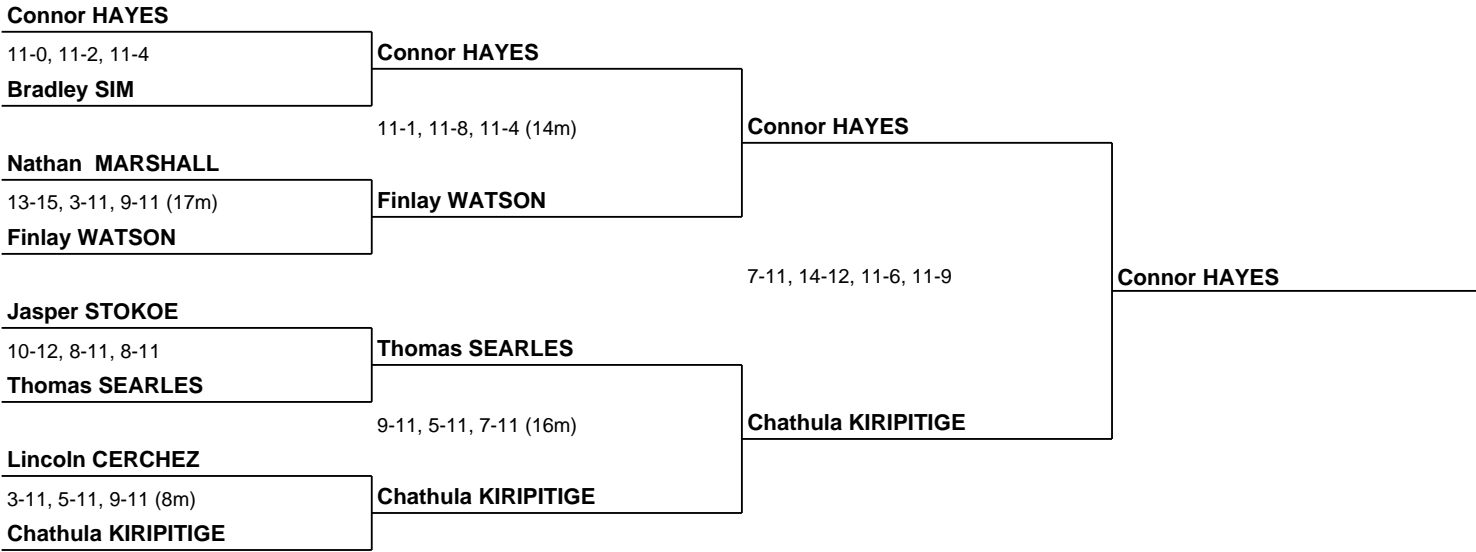 Connor HAYES
11-0, 11-2, 11-4
Bradley SIM
Nathan  MARSHALL
13-15, 3-11, 9-11 (17m)
Finlay WATSON
Jasper STOKOE
10-12, 8-11, 8-11
Thomas SEARLES
Lincoln CERCHEZ
3-11, 5-11, 9-11 (8m)
Chathula KIRIPITIGE
Connor HAYES
11-1, 11-8, 11-4 (14m)
Finlay WATSON
Thomas SEARLES
9-11, 5-11, 7-11 (16m)
Chathula KIRIPITIGE
Connor HAYES
7-11, 14-12, 11-6, 11-9
Chathula KIRIPITIGE
Connor HAYES